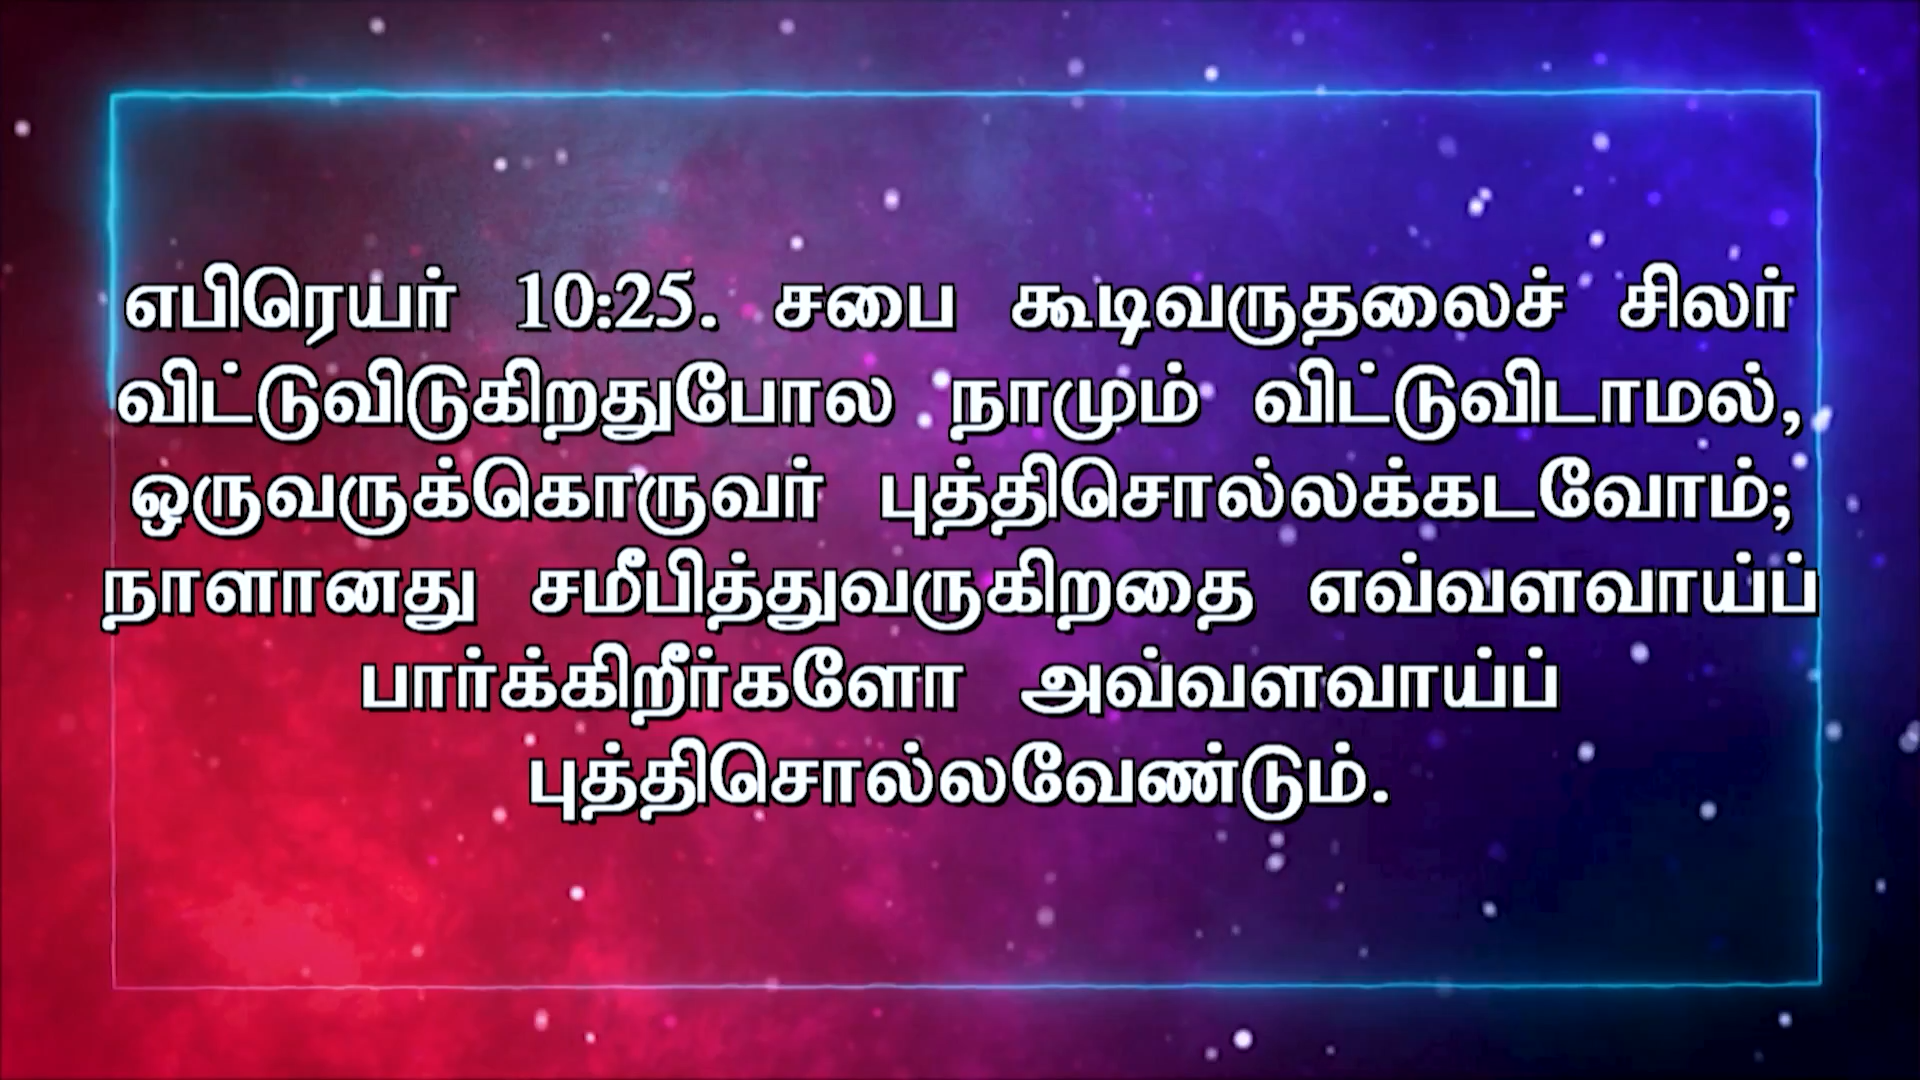 எபிரெயர் 10:25. சபை கூடிவருதலைச் சிலர்
விட்டுவிடுகிறதுபோல நாமும் விட்டுவிடாமல்,
ஒருவருக்கொருவர் புத்திசொல்லக்கடவோம்;
நாளானது சமீபித்துவருகிறதை எவ்வளவாய்ப்
பார்க்கிறீர்களோ அவ்வளவாய்ப்
புத்திசொல்லவேண்டும்.